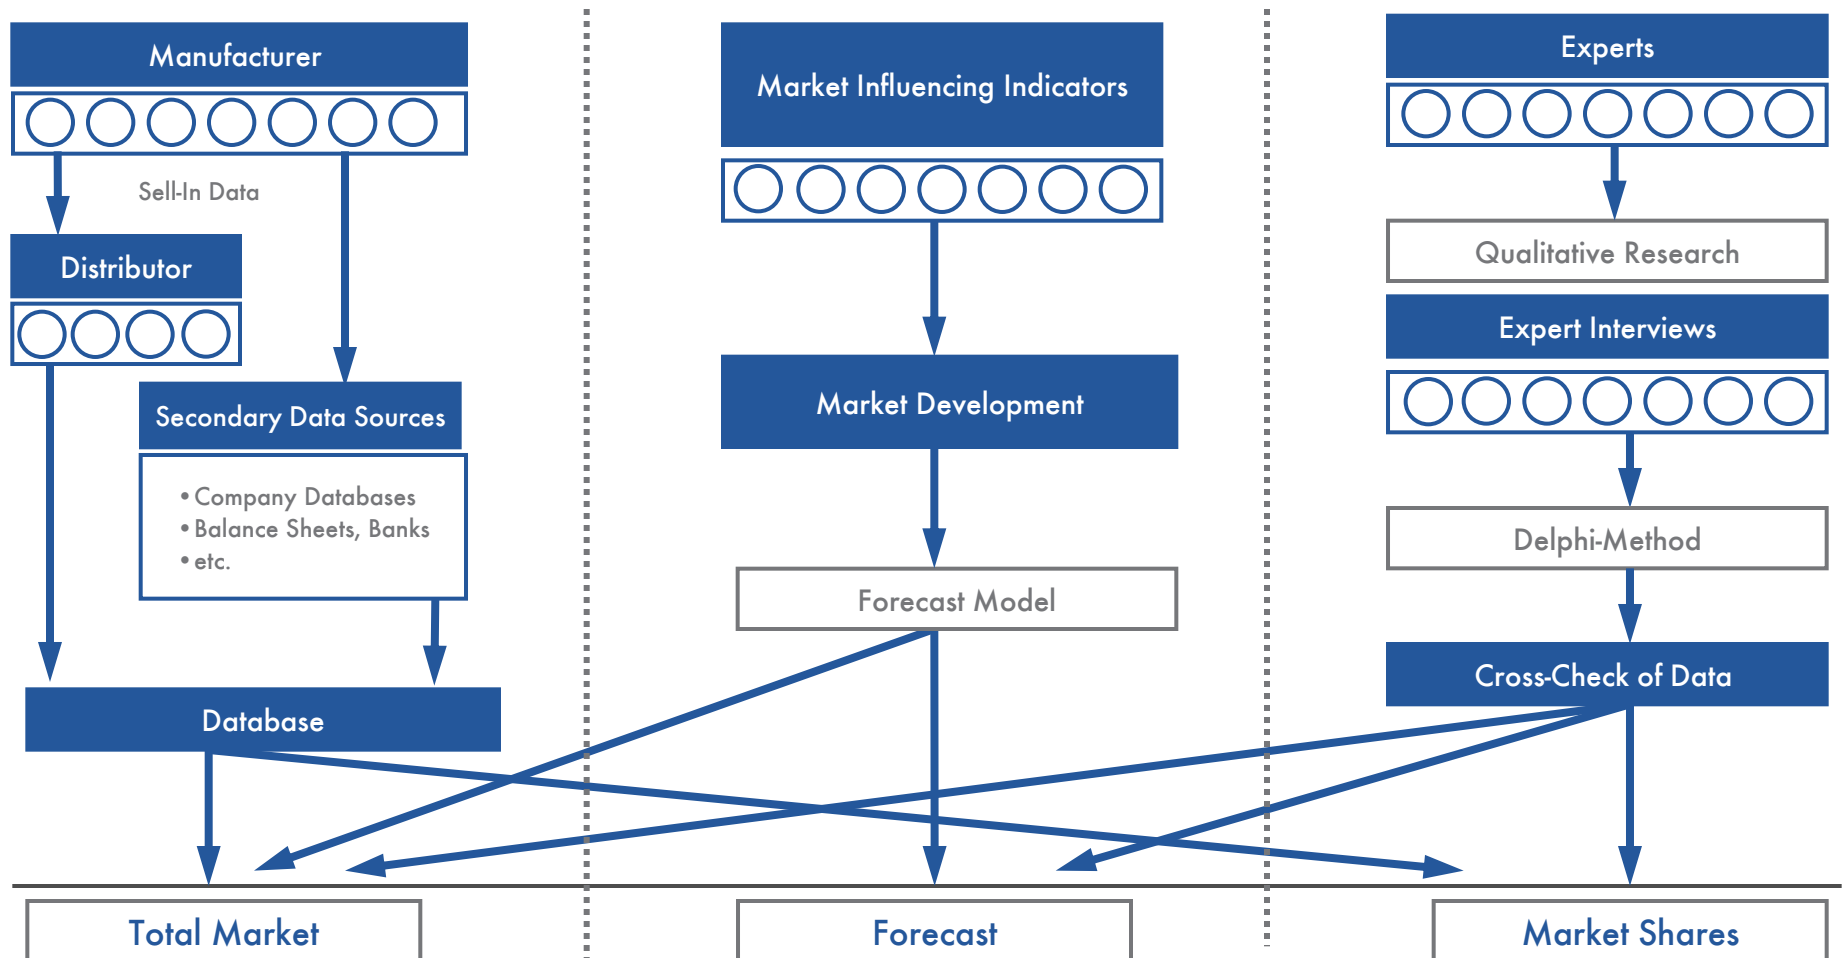 Manufacturer
Sell-In Data
Distributor
Secondary Data Sources
• Company Databases
• Balance Sheets, Banks
• etc.
Database
Total Market
Market Influencing Indicators
Market Development
Forecast Model
Forecast
Experts
Qualitative Research
Expert Interviews
Delphi-Method
Cross-Check of Data
Market Shares